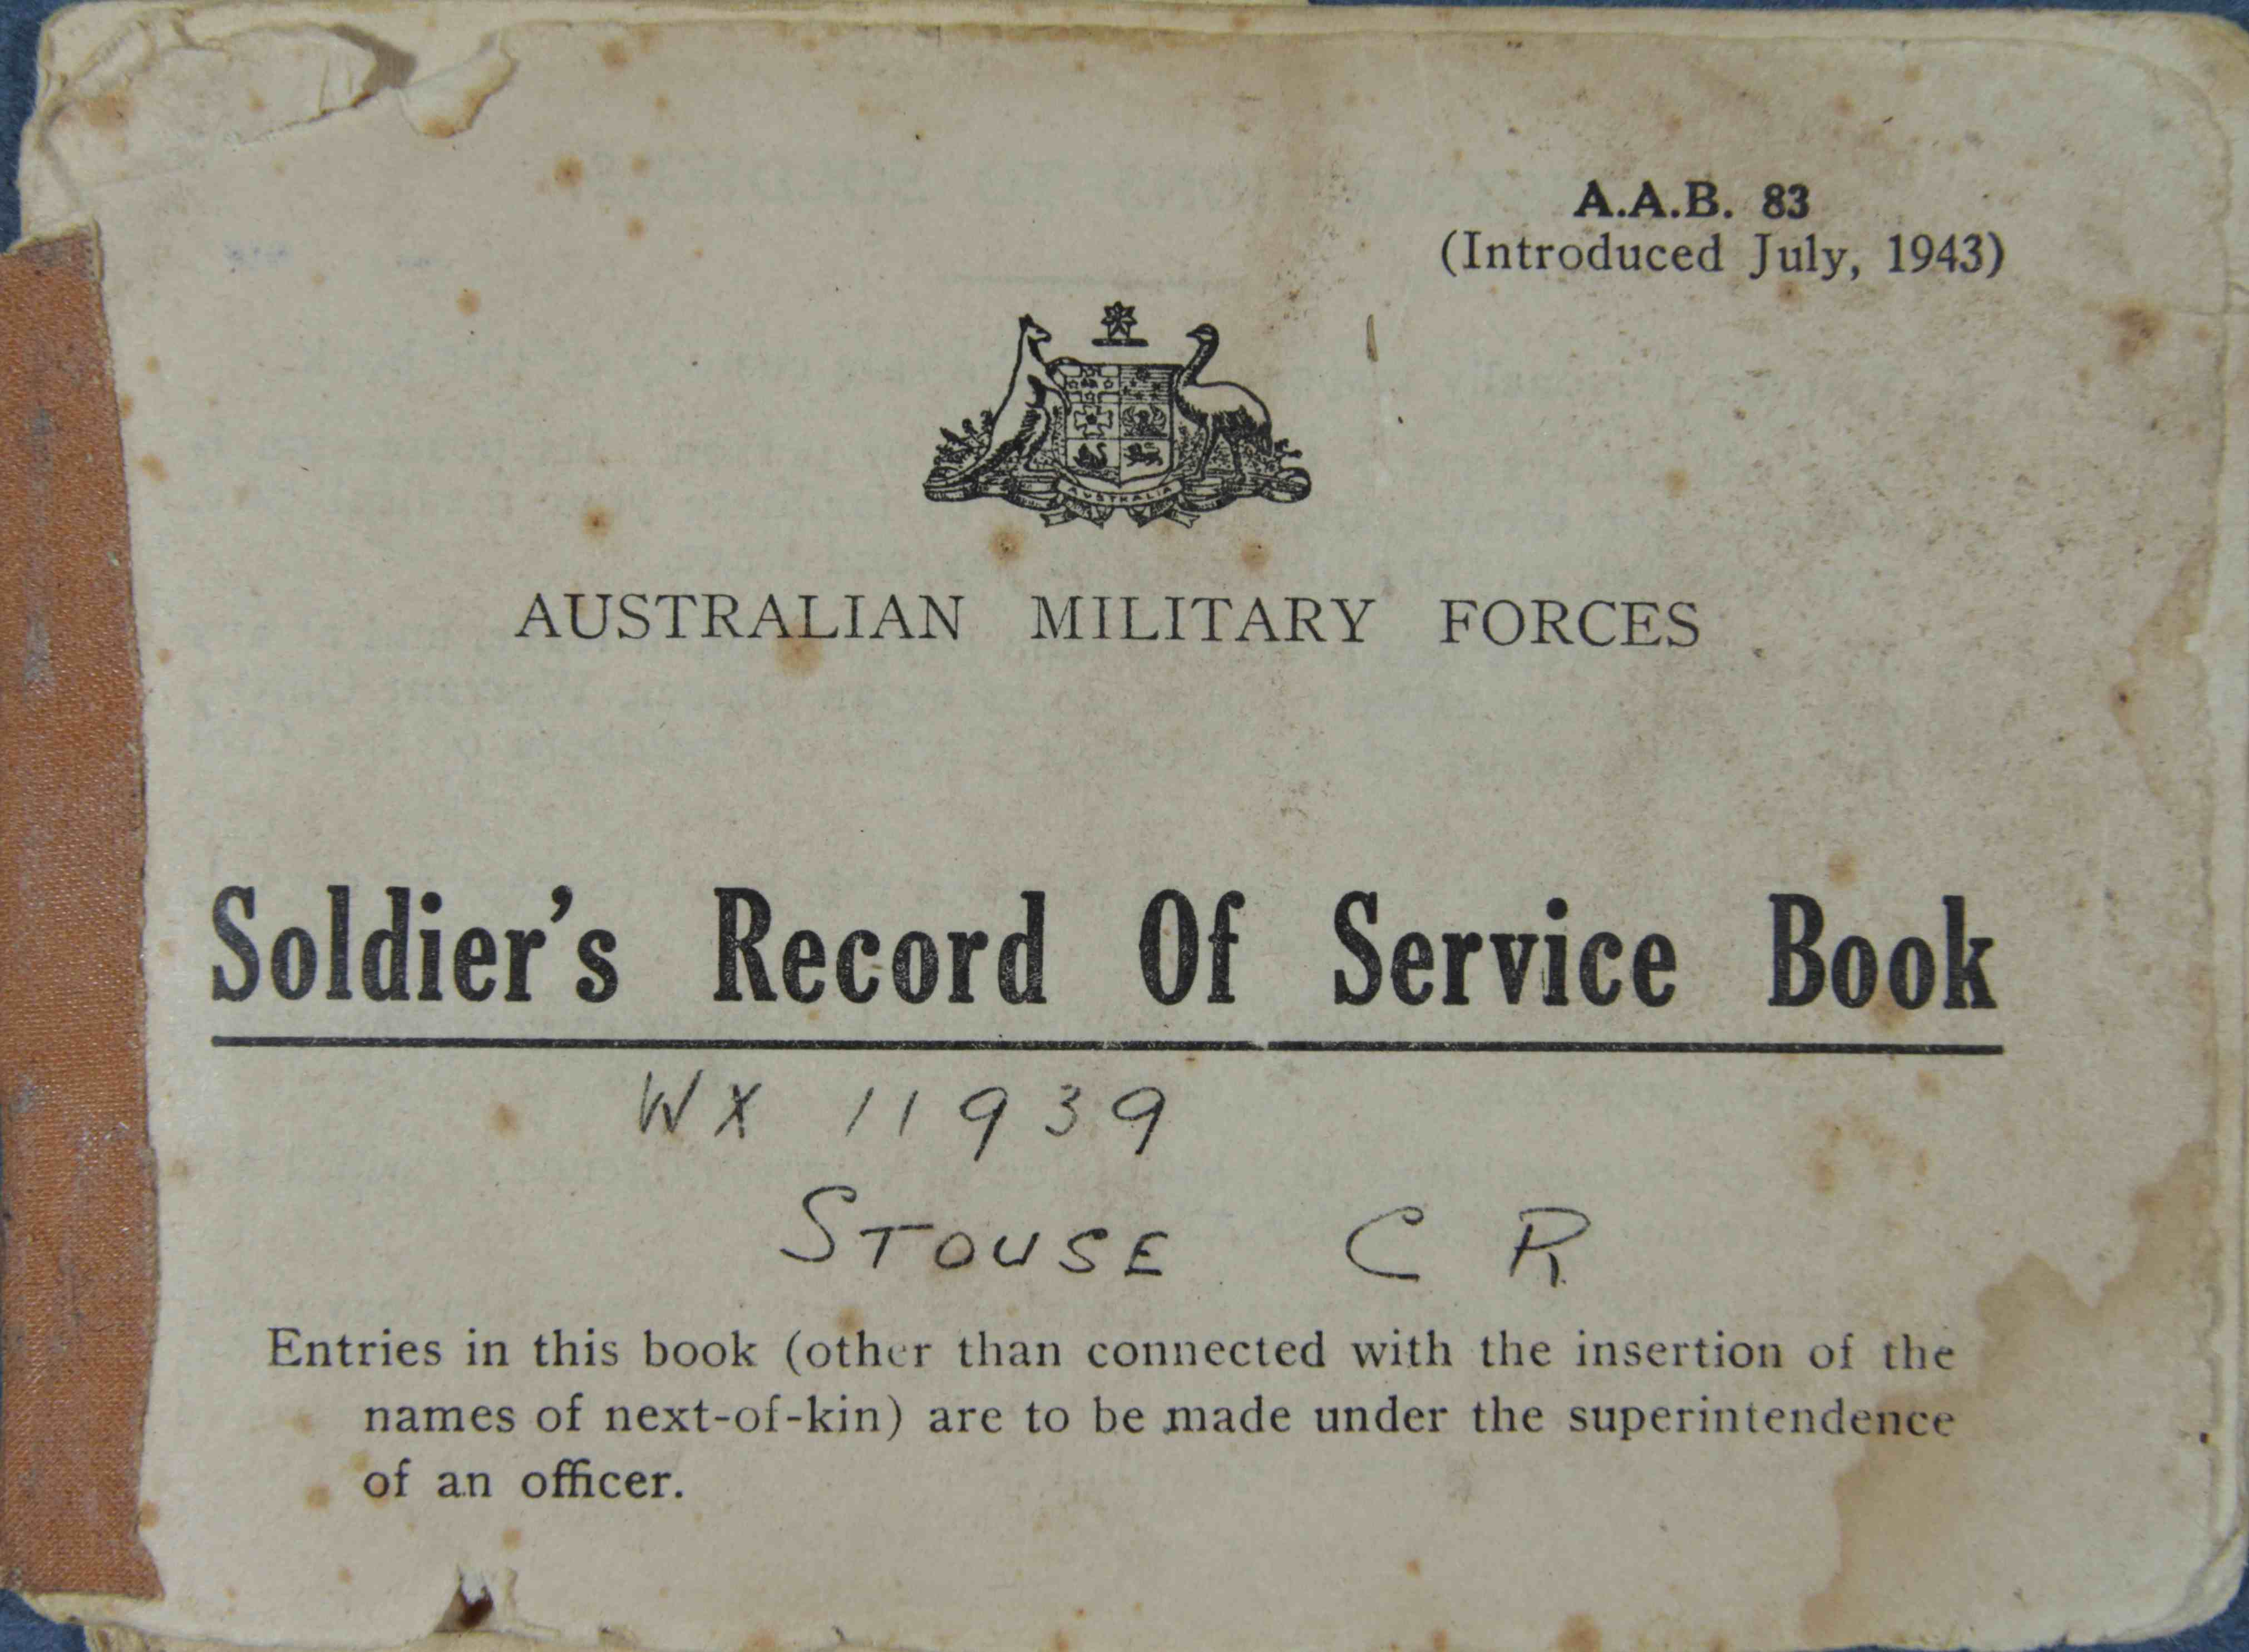 A.A.B. 83
(Introduced July, 1943)
AUSTRALIA
AUSTRALIAN MILITARY FORCES
Soldier's Record Of Service Book
WX 11939
STOUSE C R
Entries in this book (other than connected with the insertion of the
names of next-of-kin) are to be made under the superintendence
of an officer.